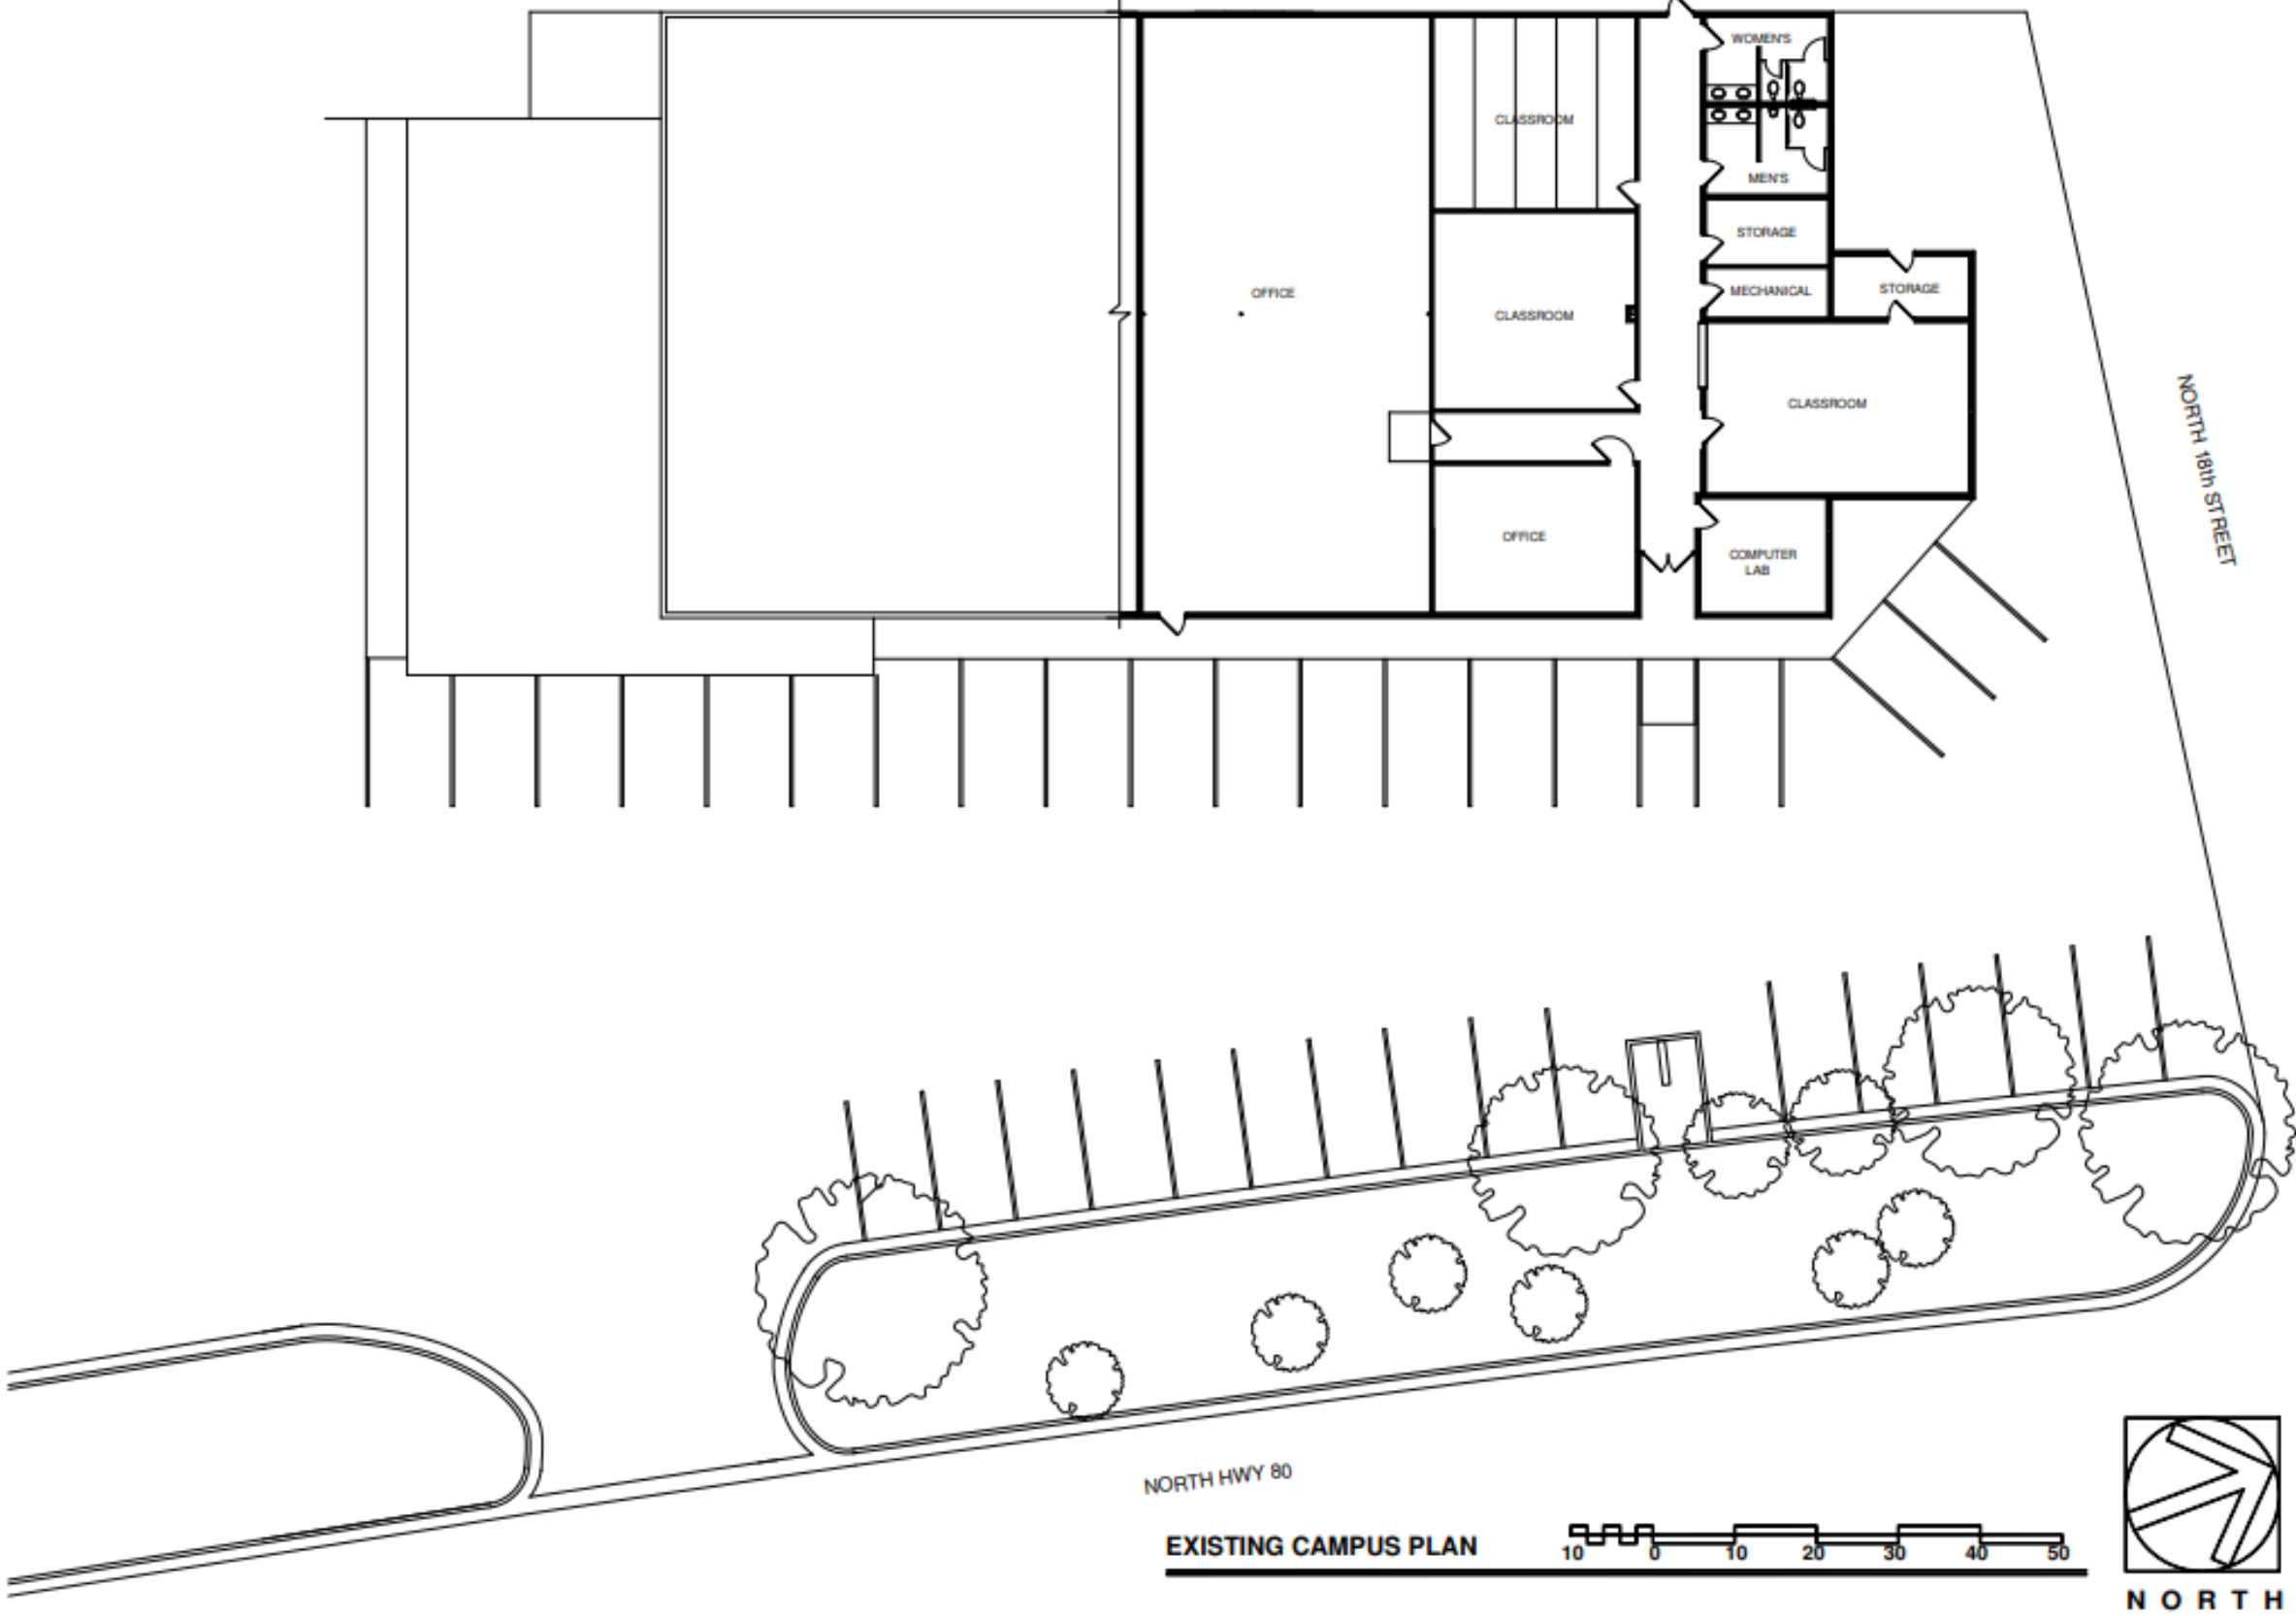 WOMEN'S
CLASSROOM
MEN'S
STORAGE
OFFICE
CLASSROOM
MECHANICAL
STORAGE
CLASSROOM
NORTH 18th STREET
OFFICE
COMPUTER
LAB
NORTH HWY 80
EXISTING CAMPUS PLAN
10 0 10 20 30 40 50
NORTH